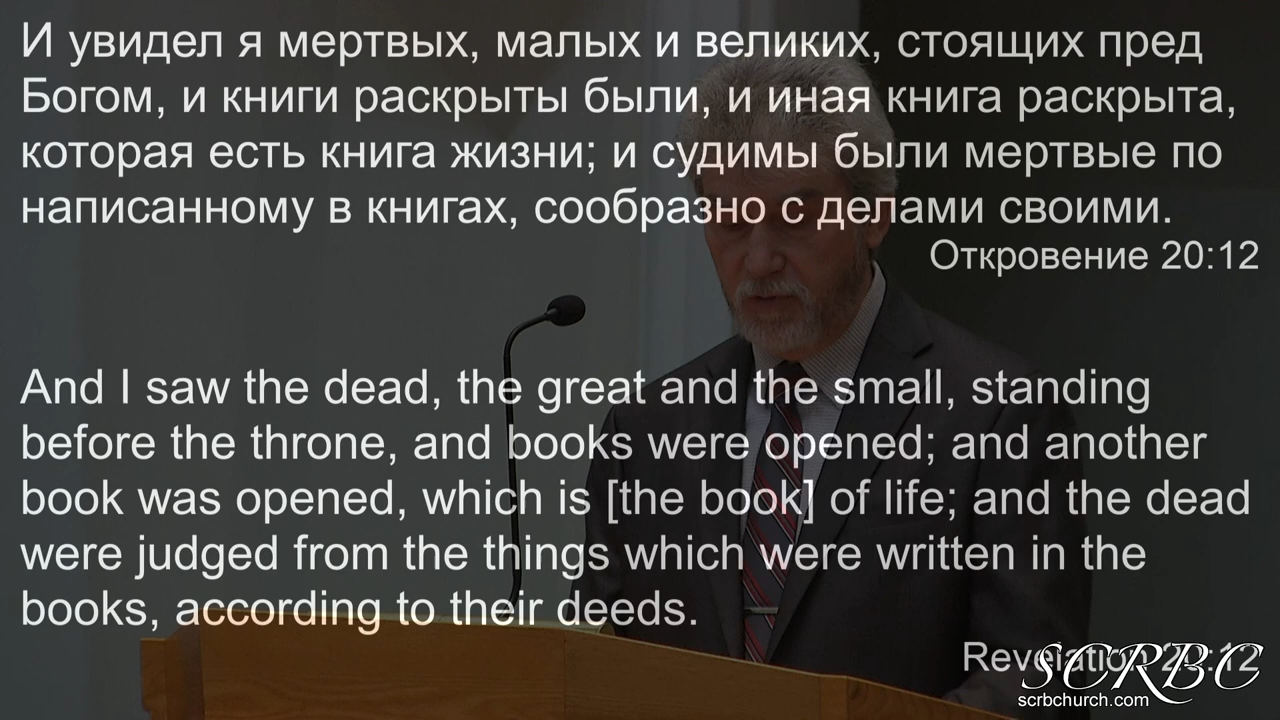 И увидел я мертвых, малых и великих, стоящих пред
Богом, и книги раскрыты были, и иная книга раскрыта,
которая есть книга жизни; и судимы были мертвые по
написанному в книгах, сообразно с делами своими.
Откровение 20:12
And I saw the dead, the great and the small, standing
before the throne, and books were opened; and another
book was opened, which is [the book] of life; and the dead
were judged from the things which were written in the
books, according to their deeds.
Revelation 20:12
SCRBC
scrbchurch.com